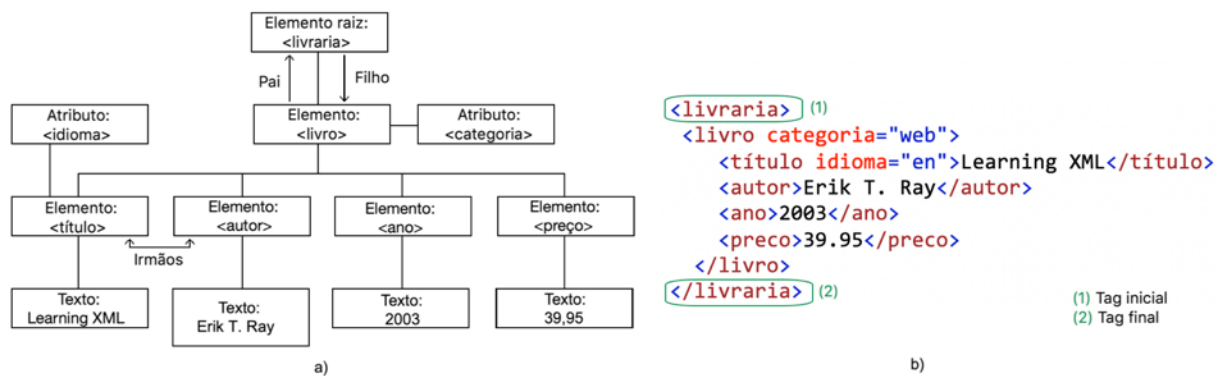 Elemento raiz:
<livraria>
Pai
Filho
Atributo:
<idioma>
Elemento:
<livro>
Atributo:
<categoria>
Elemento:
<título>
Elemento:
<autor>
Elemento:
<ano>
Elemento:
<preço>
Irmãos
Texto:
Learning XML
Texto:
Erik T. Ray
Texto:
2003
Texto:
39,95
a)
<livraria> (1)
<livro categoria="web">
<título idioma="en">Learning XML</título>
<autor>Erik T. Ray</autor>
<ano>2003</ano>
<preco>39.95</preco>
</livro>
</livraria> (2)
(1) Tag inicial
(2) Tag final
b)